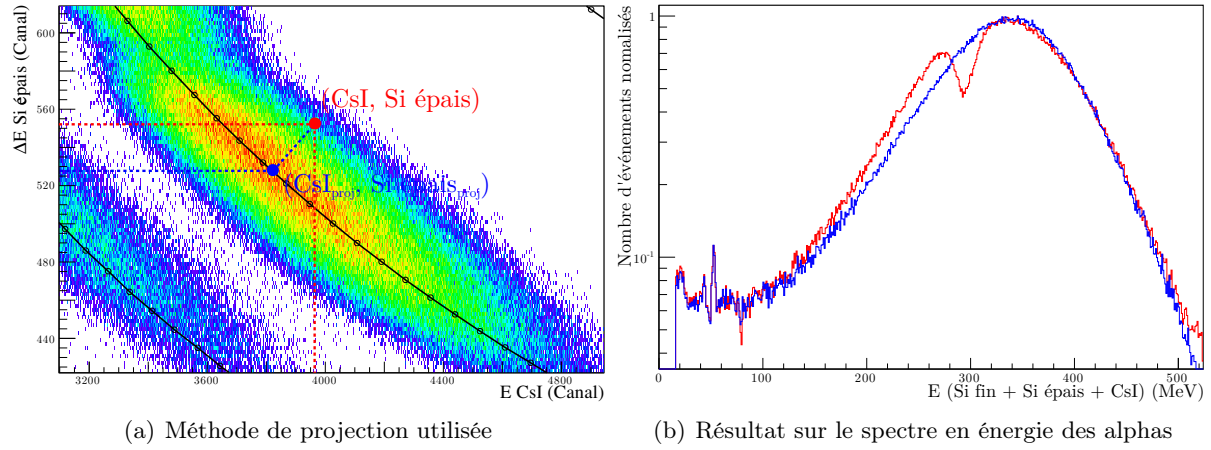 ΔE Si épais (Canal)
600
560
520
480
440
3200
3600
4000
4400
4800
E CsI (Canal)
(CsI, Si épais)
(CsI_proj, Si épais_proj)
(a) Méthode de projection utilisée
Nombre d'événements normalisés
1
10⁻¹
0
100
200
300
400
500
E (Si fin + Si épais + CsI) (MeV)
(b) Résultat sur le spectre en énergie des alphas